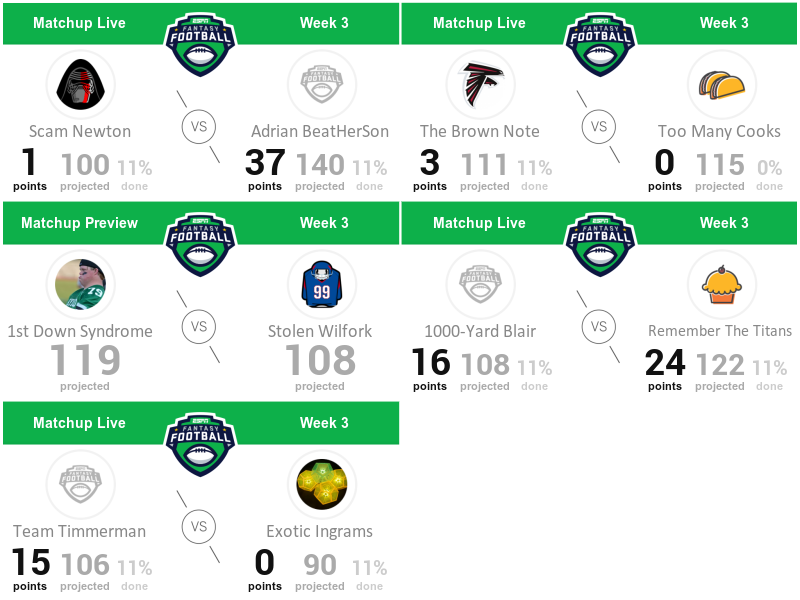 Matchup Live Week 3
ESPN
FANTASY
FOOTBALL
VS
Scam Newton Adrian BeatHerSon
1 100 11% 37 140 11%
points projected done points projected done
Matchup Live Week 3
ESPN
FANTASY
FOOTBALL
VS
The Brown Note Too Many Cooks
3 111 11% 0 115 0%
points projected done points projected done
Matchup Preview Week 3
ESPN
FANTASY
FOOTBALL
79
99
VS
1st Down Syndrome Stolen Wilfork
119 108
projected projected
Matchup Live Week 3
ESPN
FANTASY
FOOTBALL
VS
1000-Yard Blair Remember The Titans
16 108 11% 24 122 11%
points projected done points projected done
Matchup Live Week 3
ESPN
FANTASY
FOOTBALL
VS
Team Timmerman Exotic Ingrams
15 106 11% 0 90 11%
points projected done points projected done